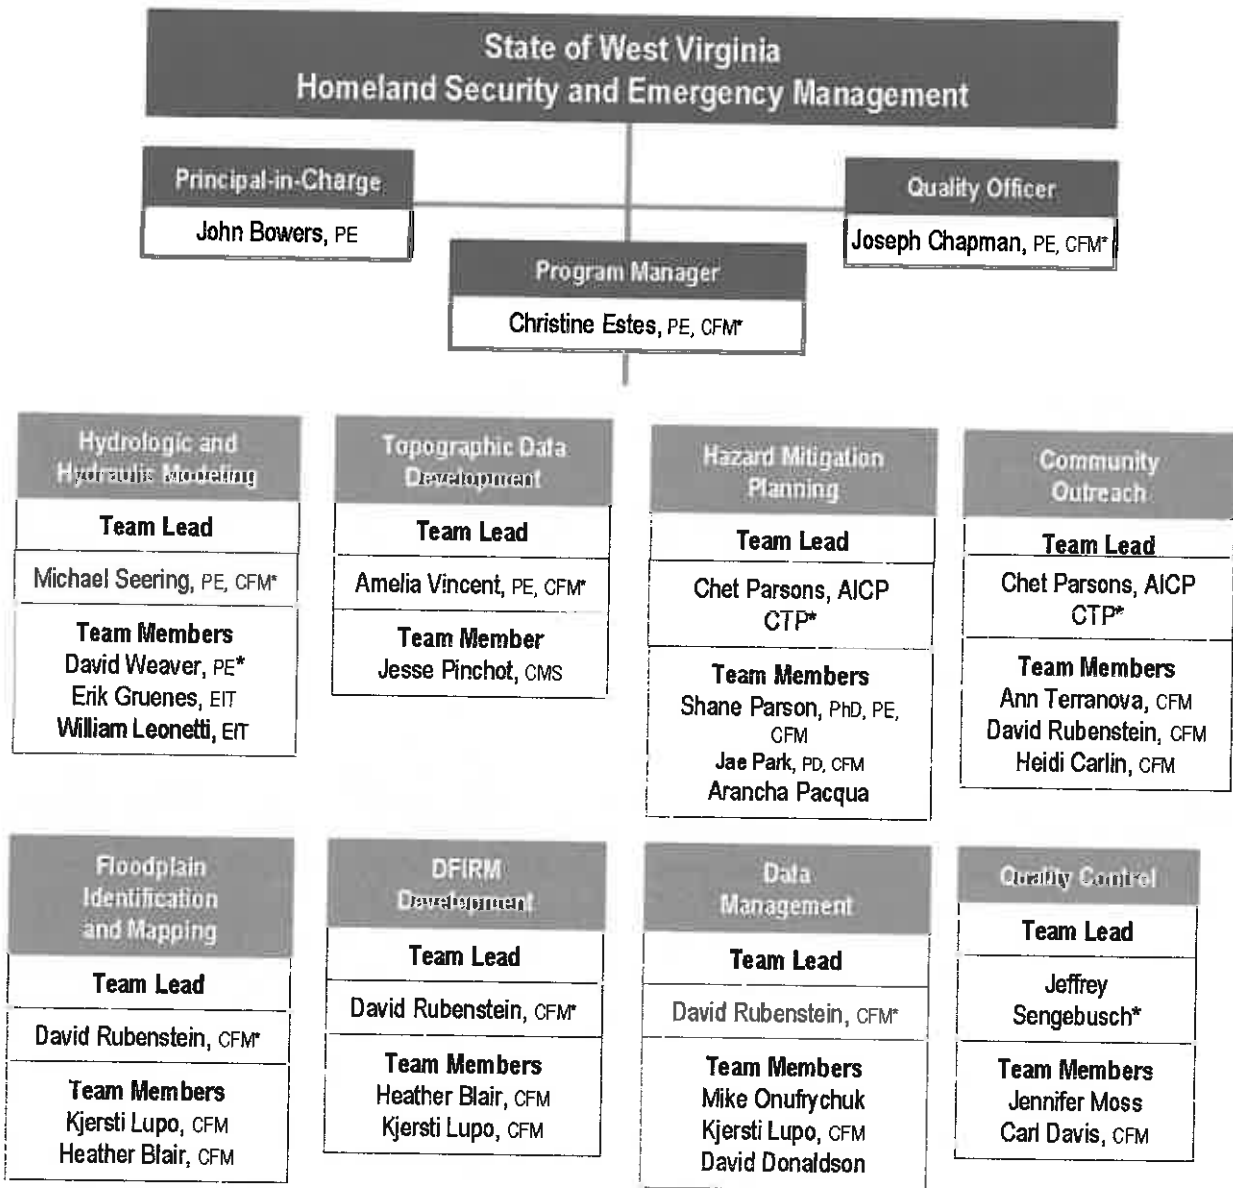 State of West Virginia
Homeland Security and Emergency Management
Principal-in-Charge
John Bowers, PE
Quality Officer
Joseph Chapman, PE, CFM*
Program Manager
Christine Estes, PE, CFM*
Hydrologic and
Hydraulic Modeling
Team Lead
Michael Seering, PE, CFM*
Team Members
David Weaver, PE*
Erik Gruenes, EIT
William Leonetti, EIT
Topographic Data
Development
Team Lead
Amelia Vincent, PE, CFM*
Team Member
Jesse Pinchot, CMS
Hazard Mitigation
Planning
Team Lead
Chet Parsons, AICP
CTP*
Team Members
Shane Parson, PhD, PE,
CFM
Jae Park, PD, CFM
Arancha Pacqua
Community
Outreach
Team Lead
Chet Parsons, AICP
CTP*
Team Members
Ann Terranova, CFM
David Rubenstein, CFM
Heidi Carlin, CFM
Floodplain
Identification
and Mapping
Team Lead
David Rubenstein, CFM*
Team Members
Kjersti Lupo, CFM
Heather Blair, CFM
DFIRM
Development
Team Lead
David Rubenstein, CFM*
Team Members
Heather Blair, CFM
Kjersti Lupo, CFM
Data
Management
Team Lead
David Rubenstein, CFM*
Team Members
Mike Onufrychuk
Kjersti Lupo, CFM
David Donaldson
Quality Control
Team Lead
Jeffrey
Sengebusch*
Team Members
Jennifer Moss
Carl Davis, CFM